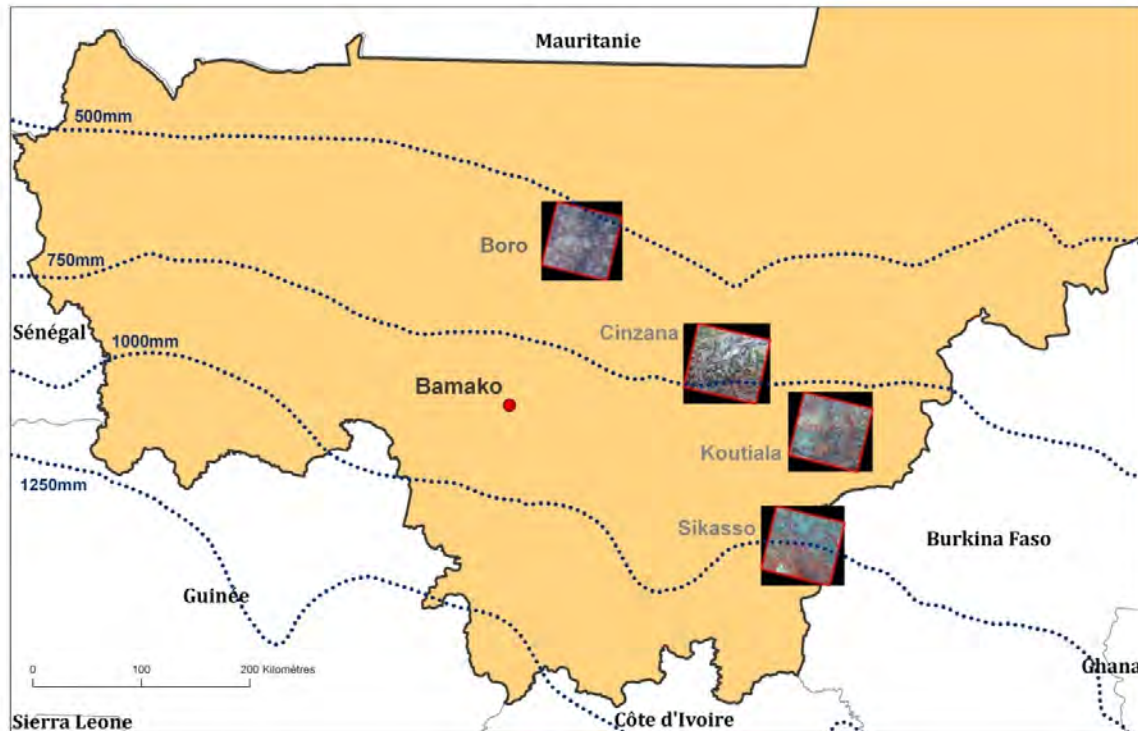 Mauritanie
500mm
Boro
750mm
Cinzana
Sénégal
1000mm
Bamako
Koutiala
1250mm
Sikasso
Burkina Faso
Guinée
0 100 200 Kilomètres
Ghana
Sierra Leone
Côte d'Ivoire